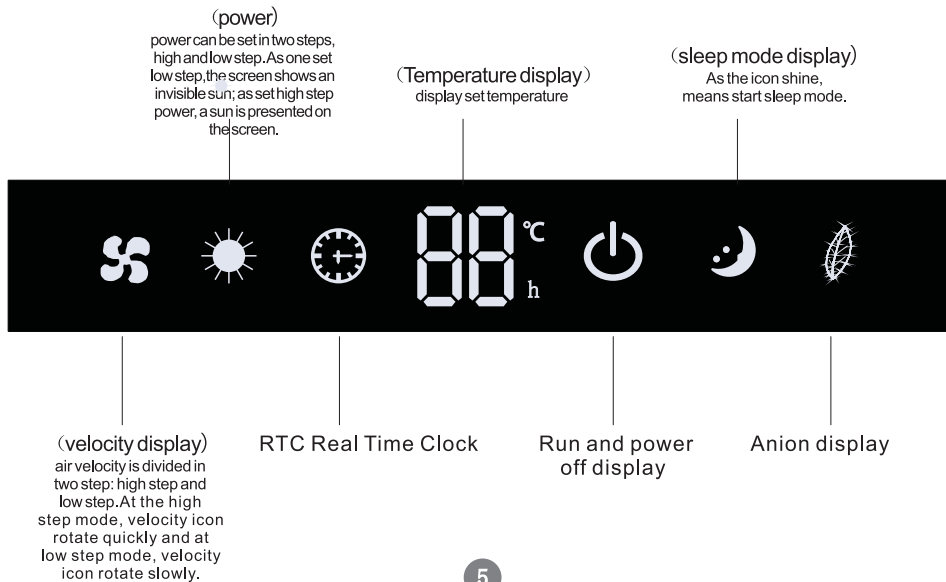 (power)
power can be set in two steps,
high and low step. As one set
low step, the screen shows an
invisible sun; as set high step
power, a sun is presented on
the screen.
(Temperature display)
display set temperature
(sleep mode display)
As the icon shine,
means start sleep mode.
88 ℃
h
(velocity display)
air velocity is divided in
two step: high step and
low step. At the high
step mode, velocity icon
rotate quickly and at
low step mode, velocity
icon rotate slowly.
RTC Real Time Clock
Run and power
off display
Anion display
5